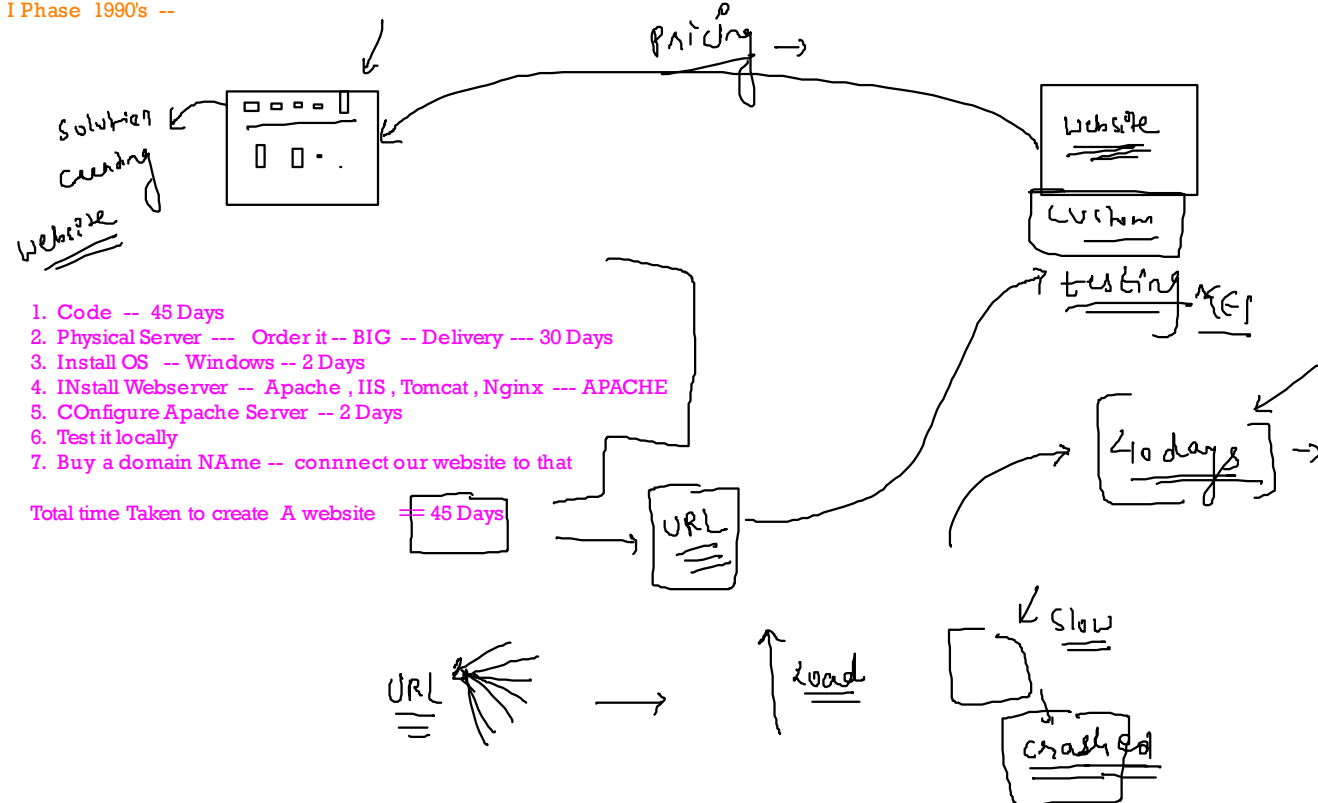 I Phase 1990's --
pricing
solution
website
website
custom
testing
1. Code -- 45 Days
2. Physical Server --- Order it -- BIG -- Delivery --- 30 Days
3. Install OS -- Windows -- 2 Days
4. INstall Webserver -- Apache , IIS , Tomcat , Nginx --- APACHE
5. COnfigure Apache Server -- 2 Days
6. Test it locally
7. Buy a domain NAme -- connnect our website to that
40 days
Total time Taken to create A website == 45 Days
URL
slow
URL
Load
crashed